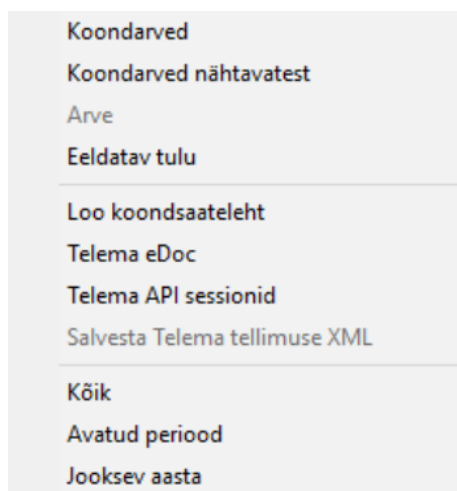 Koondarved
Koondarved nähtavatest
Arve
Eeldatav tulu
Loo koondsaateleht
Telema eDoc
Telema API sessionid
Salvesta Telema tellimuse XML
Kõik
Avatud periood
Jooksev aasta